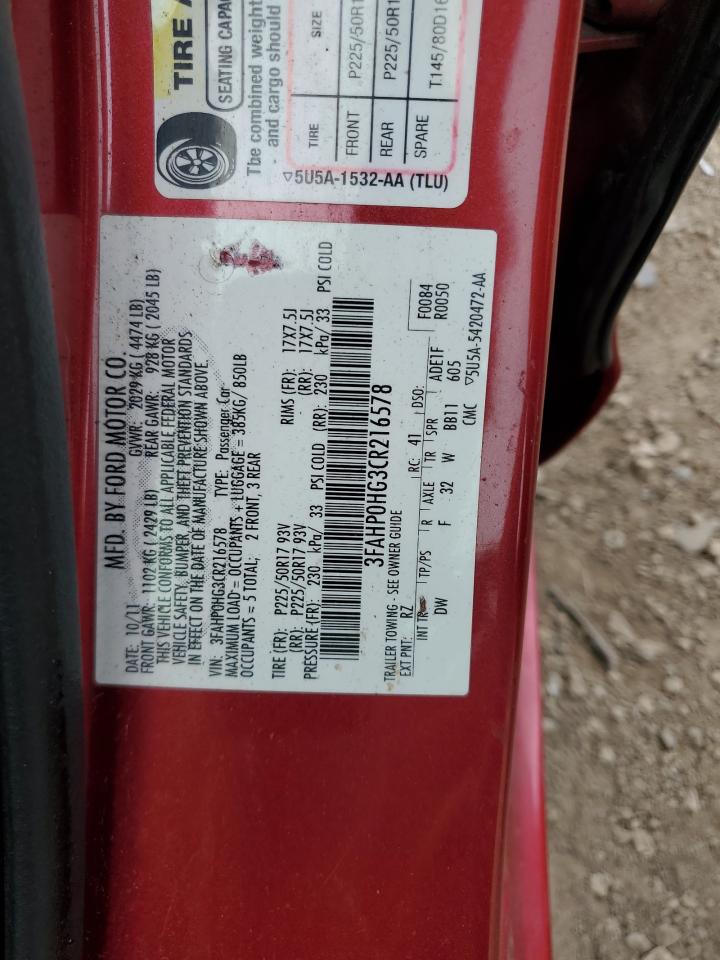 TIRE
SEATING CAPA
The combined weight
and cargo should
TIRE SIZE
FRONT P225/50R1
REAR P225/50R1
SPARE T145/80D16
5U5A-1532-AA (TLU)
MFD. BY FORD MOTOR CO.
DATE: 10/11 GVWR: 2029 KG ( 4474 LB)
FRONT GAWR: 1102 KG ( 2429 LB) REAR GAWR: 928 KG ( 2045 LB)
THIS VEHICLE CONFORMS TO ALL APPLICABLE FEDERAL MOTOR
VEHICLE SAFETY, BUMPER, AND THEFT PREVENTION STANDARDS
IN EFFECT ON THE DATE OF MANUFACTURE SHOWN ABOVE.
VIN: 3FAHP0HG3CR216578 TYPE: Passenger Car
MAXIMUM LOAD = OCCUPANTS + LUGGAGE = 385KG/ 850LB
OCCUPANTS = 5 TOTAL: 2 FRONT, 3 REAR
TIRE (FR): P225/50R17 93V RIMS (FR): 17X7.5J
(RR): P225/50R17 93V (RR): 17X7.5J
PRESSURE (FR): 230 kPa/ 33 PSI COLD (RR): 230 kPa/ 33 PSI COLD
3FAHP0HG3CR216578
TRAILER TOWING - SEE OWNER GUIDE
F0084
R0050
EXT PNT: RZ RC: 41 DSO:
INT TR TP/PS R AXLE TR SPR ADE1F
DW F 32 W BB11 605
CMC 5U5A-5420472-AA